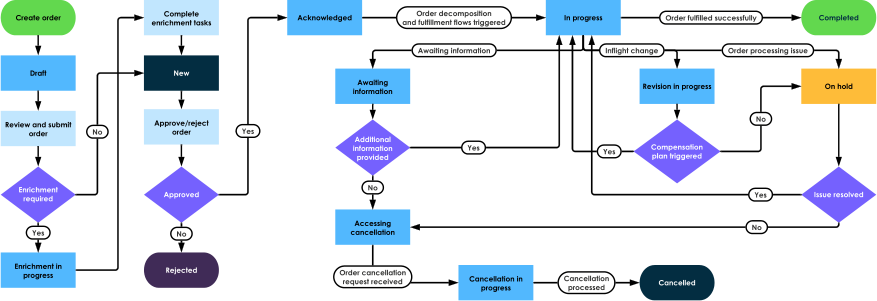 Create order
Draft
Review and submit
order
Enrichment
required
No
Yes
Enrichment in
progress
Complete
enrichment tasks
New
Approve/reject
order
Approved
Yes
No
Rejected
Acknowledged
Order decomposition
and fulfillment flows triggered
In progress
Order fulfilled successfully
Completed
Awaiting information
Inflight change
Order processing issue
Awaiting
information
Revision in progress
On hold
Additional
information
provided
Yes
No
Compensation
plan triggered
Yes
No
Issue resolved
Yes
No
Accessing
cancellation
Order cancellation
request received
Cancellation in
progress
Cancellation
processed
Cancelled